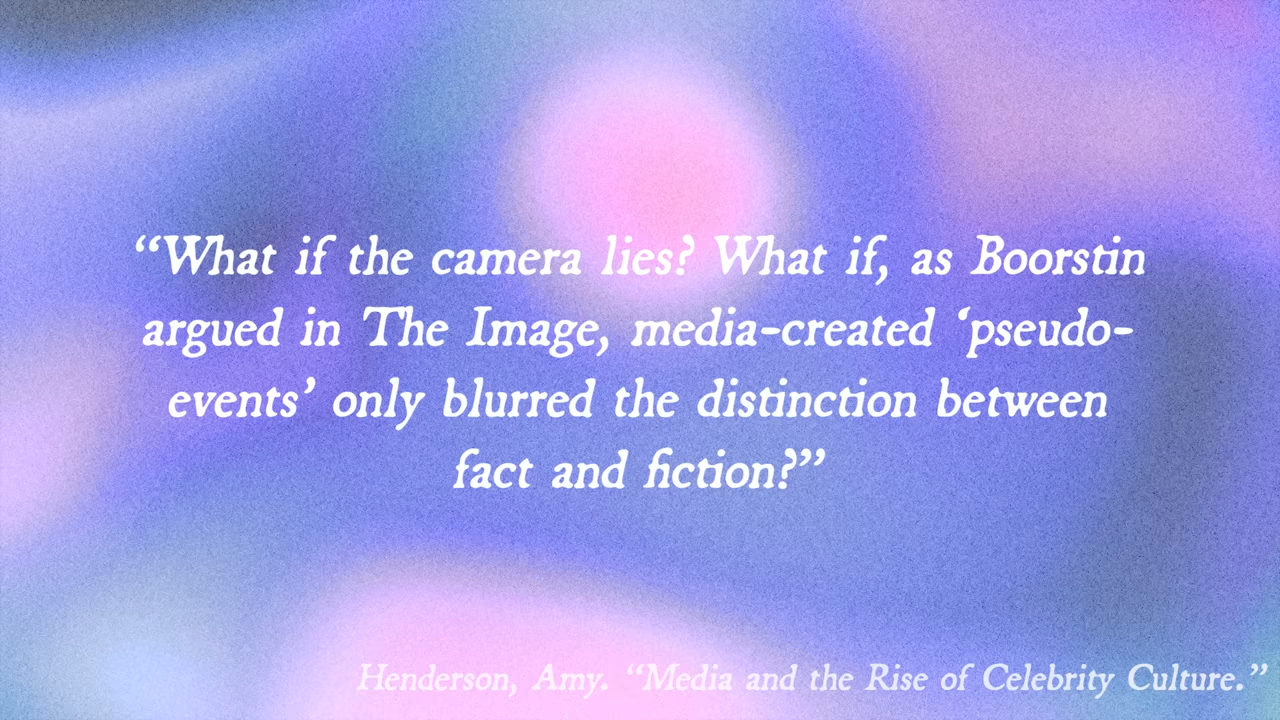 “What if the camera lies? What if, as Boorstin
argued in The Image, media-created ‘pseudo-
events’ only blurred the distinction between
fact and fiction?”
Henderson, Amy. “Media and the Rise of Celebrity Culture.”